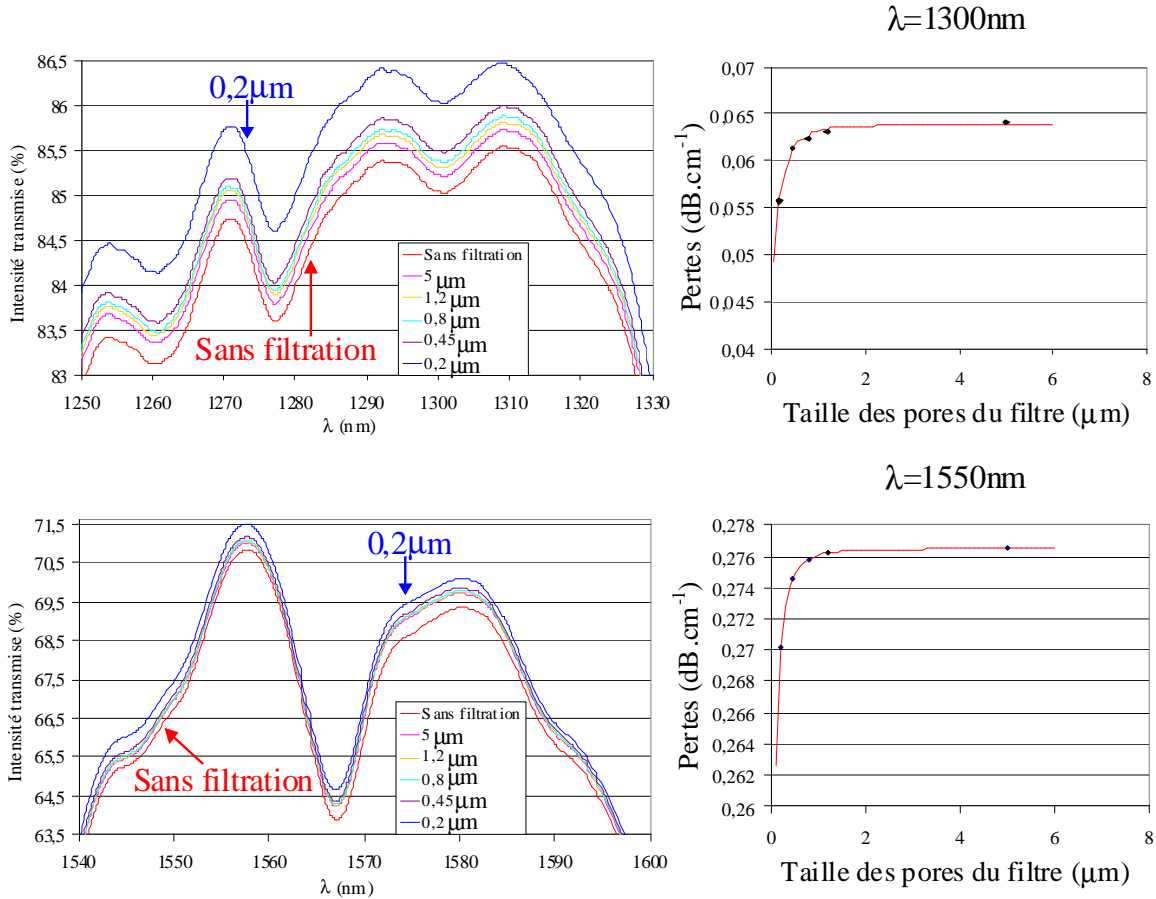 λ=1300nm
86,5
86
85,5
85
84,5
84
83,5
83
Intensité transmise (%)
0,2µm
Sans filtration
Sans filtration
5 µm
1,2 µm
0,8 µm
0,45 µm
0,2 µm
1250 1260 1270 1280 1290 1300 1310 1320 1330
λ (nm)
0,07
0,065
0,06
0,055
0,05
0,045
0,04
Pertes (dB.cm-1)
0 2 4 6 8
Taille des pores du filtre (µm)
λ=1550nm
71,5
70,5
69,5
68,5
67,5
66,5
65,5
64,5
63,5
Intensité transmise (%)
0,2µm
Sans filtration
Sans filtration
5 µm
1,2 µm
0,8 µm
0,45 µm
0,2 µm
1540 1550 1560 1570 1580 1590 1600
λ (nm)
0,278
0,276
0,274
0,272
0,27
0,268
0,266
0,264
0,262
0,26
Pertes (dB.cm-1)
0 2 4 6 8
Taille des pores du filtre (µm)